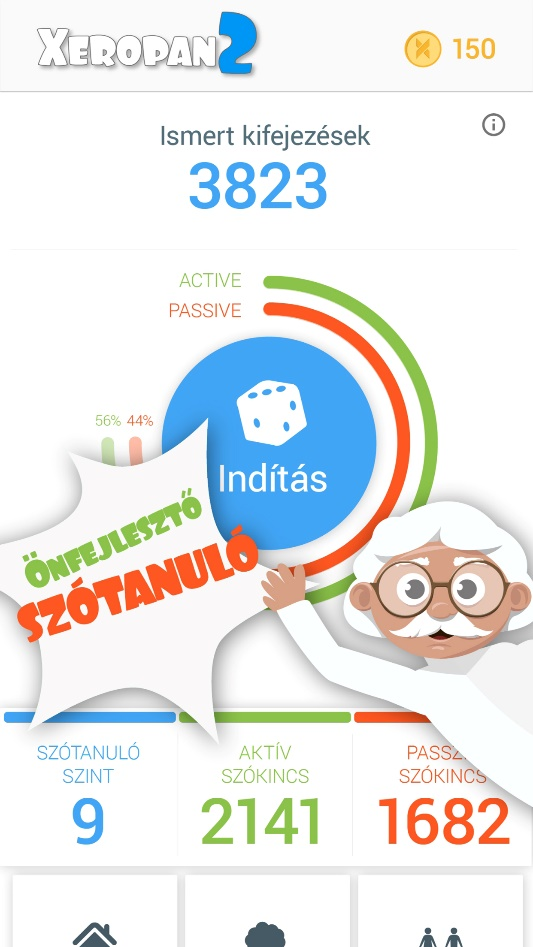 XEROPAN2
150
Ismert kifejezések
3823
ACTIVE
PASSIVE
56% 44%
Indítás
ÖNFEJLESZTŐ
SZÓTANULÓ
SZÓTANULÓ
SZINT
9
AKTÍV
SZÓKINCS
2141
SZÓKINCS
1682